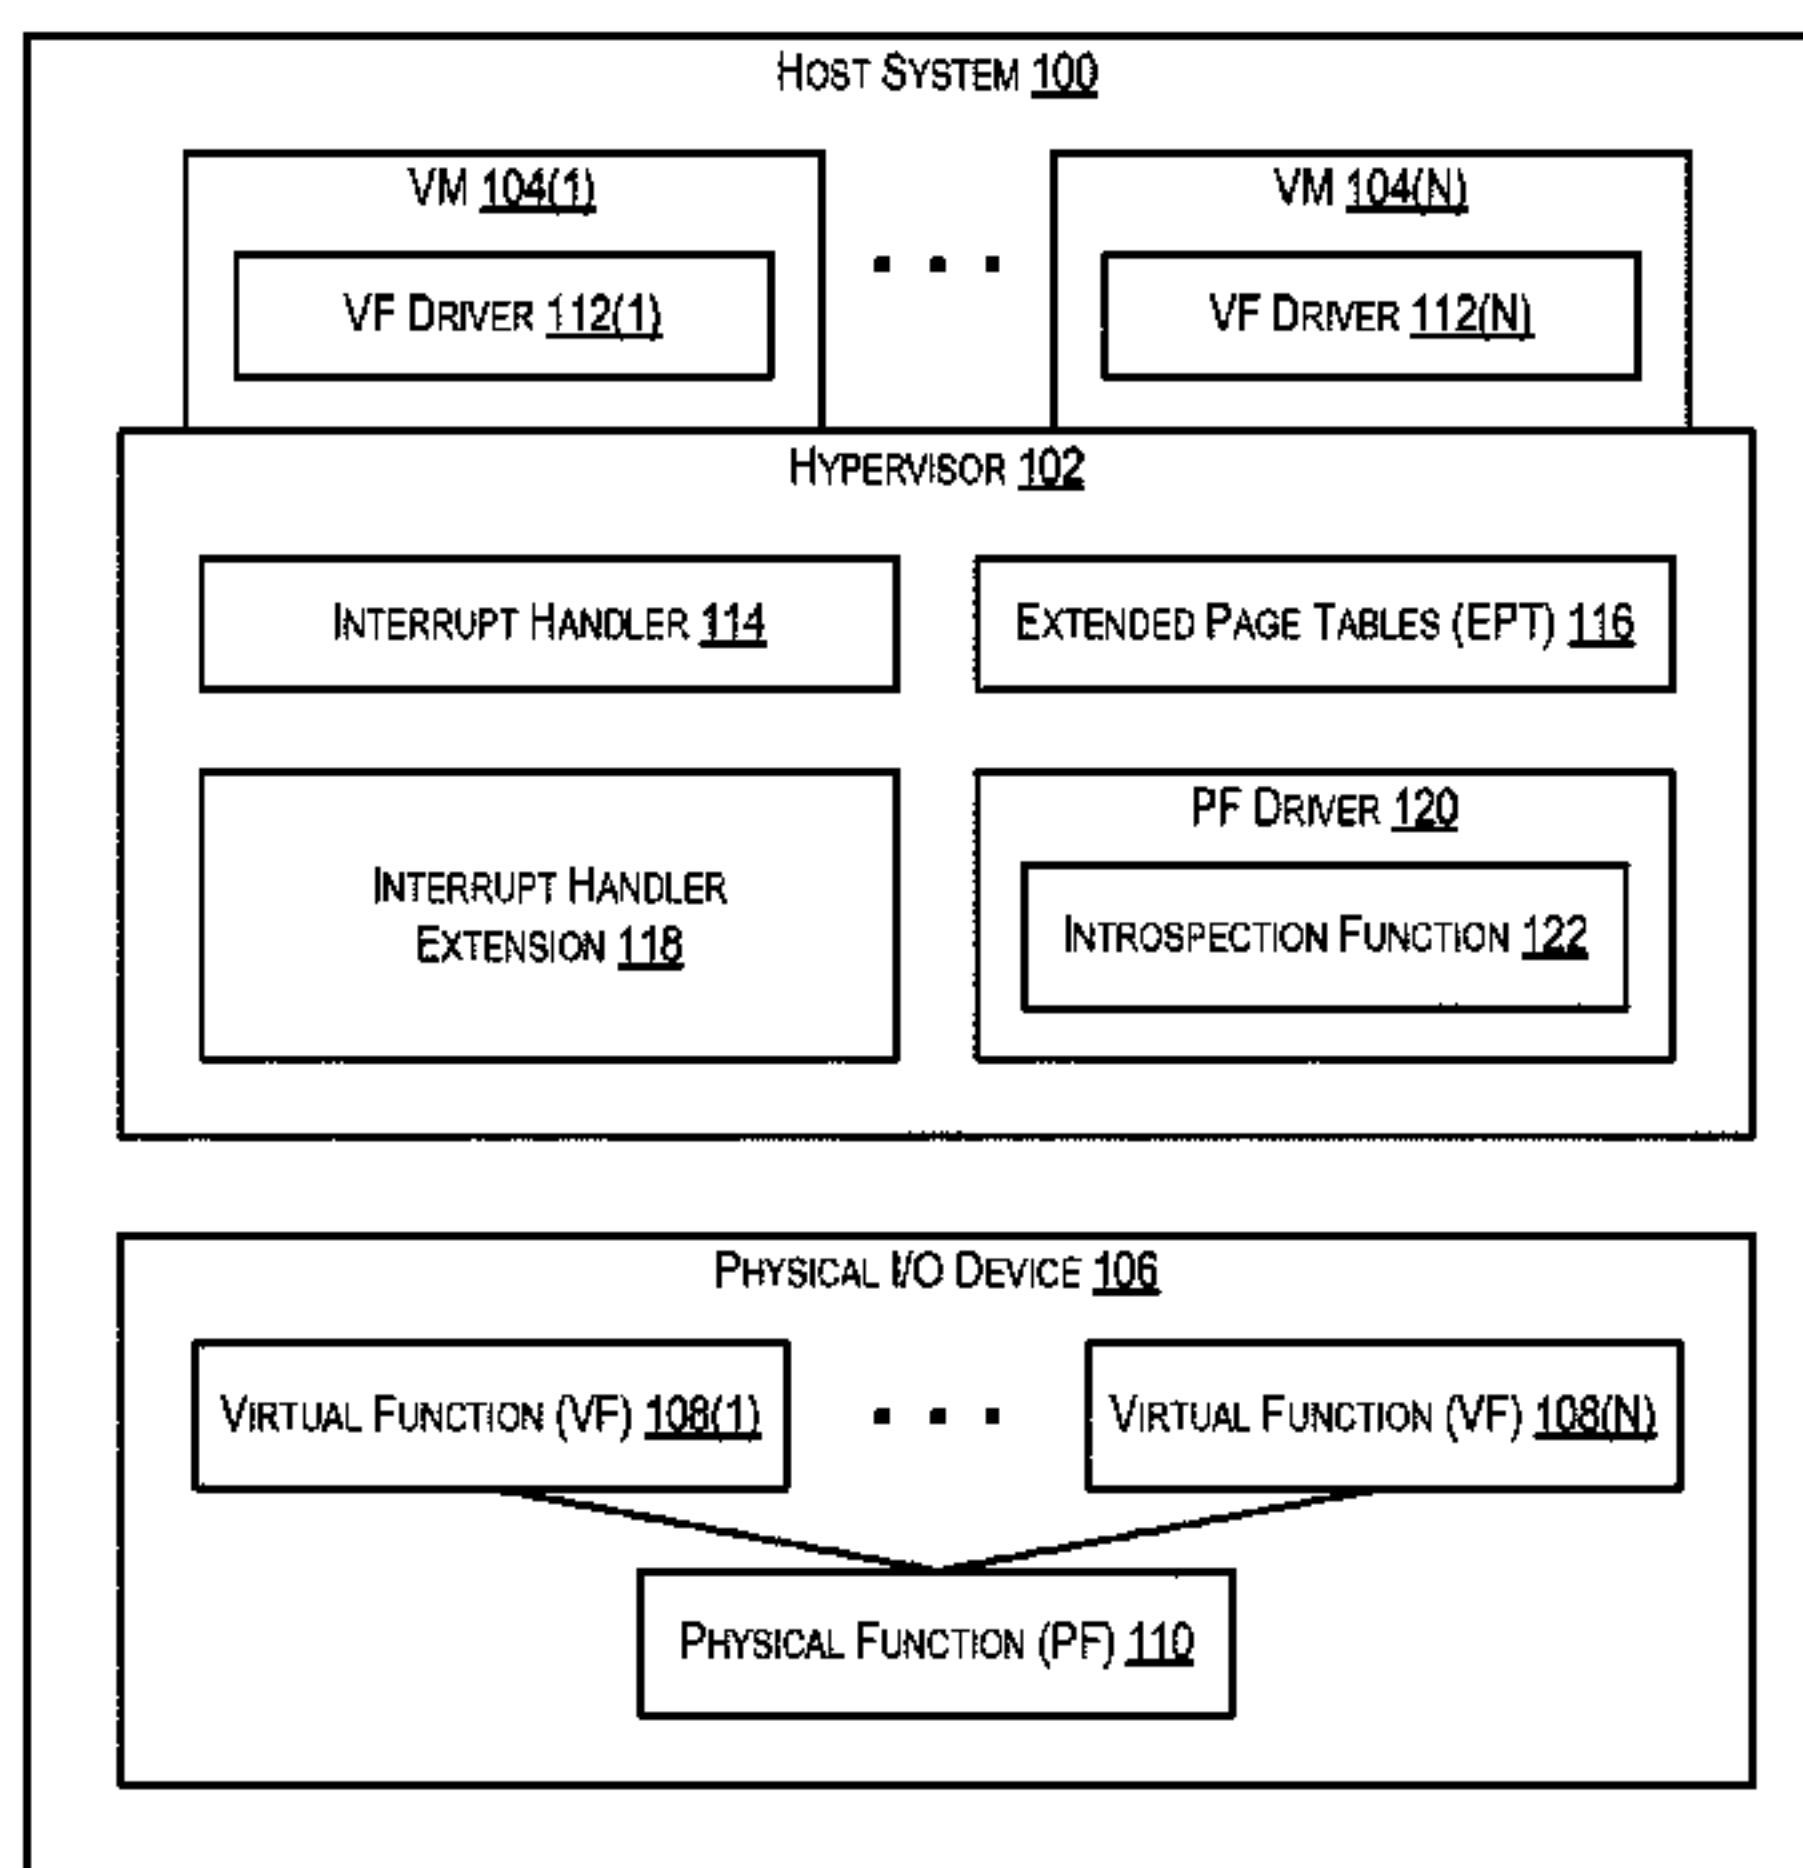 HOST SYSTEM 100
VM 104(1)
VM 104(N)
VF DRIVER 112(1)
VF DRIVER 112(N)
HYPERVISOR 102
INTERRUPT HANDLER 114
EXTENDED PAGE TABLES (EPT) 116
INTERRUPT HANDLER
EXTENSION 118
PF DRIVER 120
INTROSPECTION FUNCTION 122
PHYSICAL I/O DEVICE 106
VIRTUAL FUNCTION (VF) 108(1)
VIRTUAL FUNCTION (VF) 108(N)
PHYSICAL FUNCTION (PF) 110